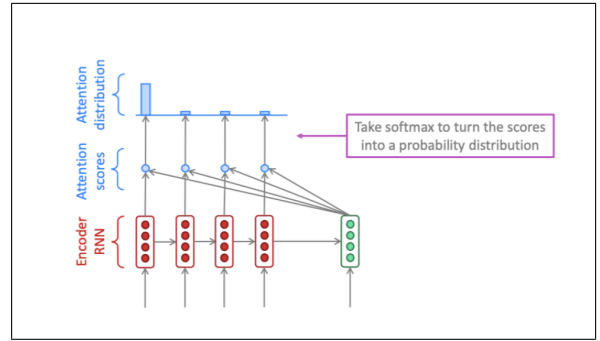 Attention
distribution
Take softmax to turn the scores
into a probability distribution
Attention
scores
Encoder
RNN